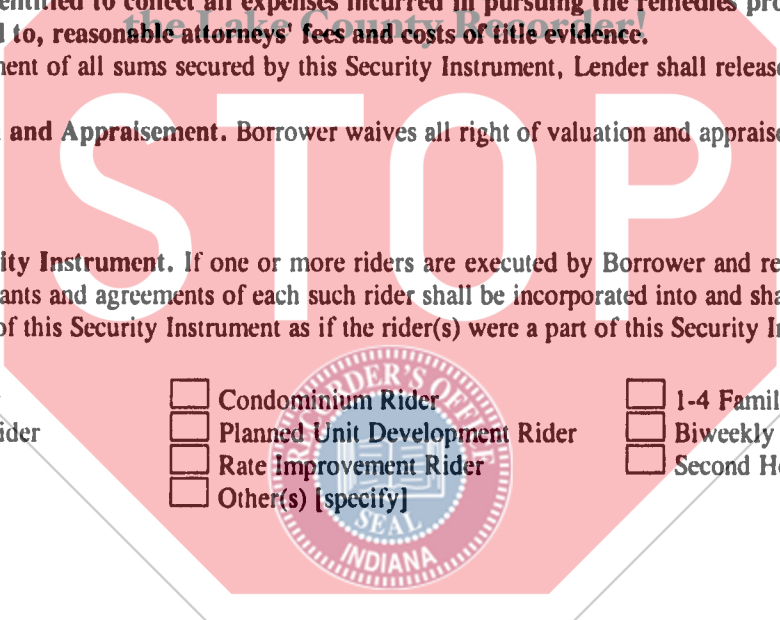 entitled to collect all expenses incurred in pursuing the remedies pro
the Lake County Recorder!
l to, reasonable attorneys' fees and costs of title evidence.
ment of all sums secured by this Security Instrument, Lender shall release
and Appraisement. Borrower waives all right of valuation and appraise
STOP
ity Instrument. If one or more riders are executed by Borrower and re
ants and agreements of each such rider shall be incorporated into and sha
of this Security Instrument as if the rider(s) were a part of this Security In
Condominium Rider 1-4 Famil
ider Planned Unit Development Rider Biweekly
Rate Improvement Rider Second Ho
Other(s) [specify]
RECORDER'S OFFICE
SEAL
INDIANA